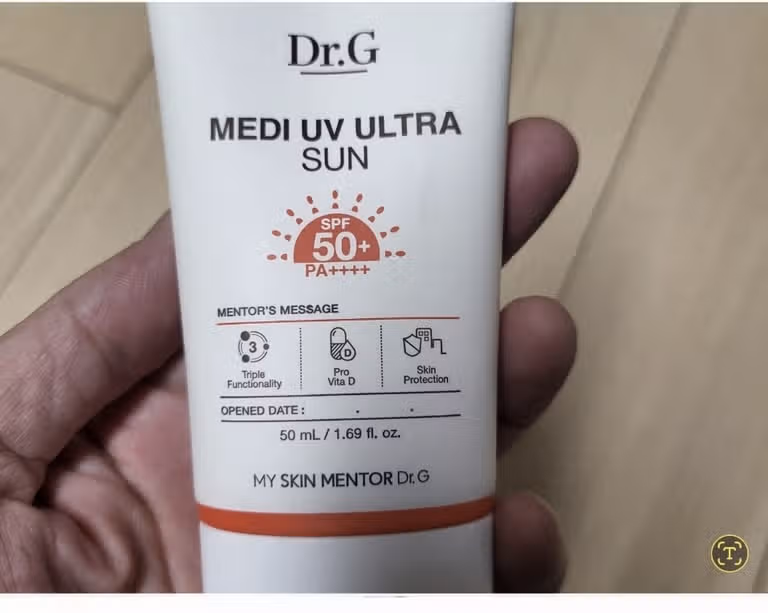 Dr.G
MEDI UV ULTRA
SUN
SPF
50+
PA++++
MENTOR'S MESSAGE
3
Triple
Functionality
D
Pro
Vita D
Skin
Protection
OPENED DATE : . .
50 mL / 1.69 fl. oz.
MY SKIN MENTOR Dr.G
T